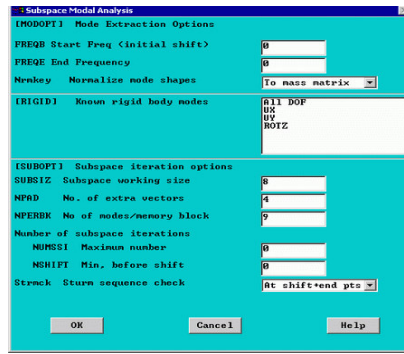 Subspace Modal Analysis
[MODOPT] Mode Extraction Options
FREQB Start Freq (initial shift) 0
FREQE End Frequency 0
Nrmkey Normalize mode shapes To mass matrix
[RIGID] Known rigid body modes All DOF
UX
UY
ROTZ
[SUBOPT] Subspace iteration options
SUBSIZ Subspace working size 8
NPAD No. of extra vectors 4
NPERBK No of modes/memory block 9
Number of subspace iterations
NUMSSI Maximum number 0
NSHIFT Min, before shift 0
Strmck Sturm sequence check At shift+end pts
OK Cancel Help